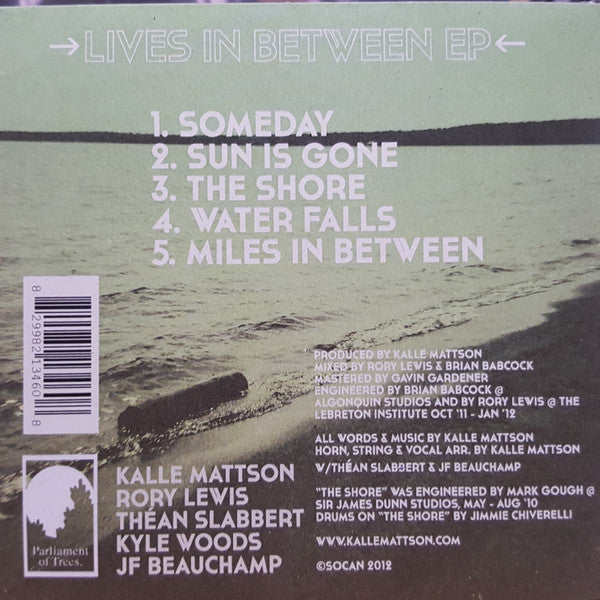 →LIVES IN BETWEEN EP←
1. SOMEDAY
2. SUN IS GONE
3. THE SHORE
4. WATER FALLS
5. MILES IN BETWEEN
8 29982 13460 8
PRODUCED BY KALLE MATTSON
MIXED BY RORY LEWIS & BRIAN BABCOCK
MASTERED BY GAVIN GARDENER
ENGINEERED BY BRIAN BABCOCK @
ALGONQUIN STUDIOS AND BY RORY LEWIS @ THE
LEBRETON INSTITUTE OCT '11 - JAN '12
ALL WORDS & MUSIC BY KALLE MATTSON
HORN, STRING & VOCAL ARR. BY KALLE MATTSON
W/THÉAN SLABBERT & JF BEAUCHAMP
"THE SHORE" WAS ENGINEERED BY MARK GOUGH @
SIR JAMES DUNN STUDIOS, MAY - AUG '10
DRUMS ON "THE SHORE" BY JIMMIE CHIVERELLI
WWW.KALLEMATTSON.COM
©SOCAN 2012
KALLE MATTSON
RORY LEWIS
THÉAN SLABBERT
KYLE WOODS
JF BEAUCHAMP
Parliament
of Trees.